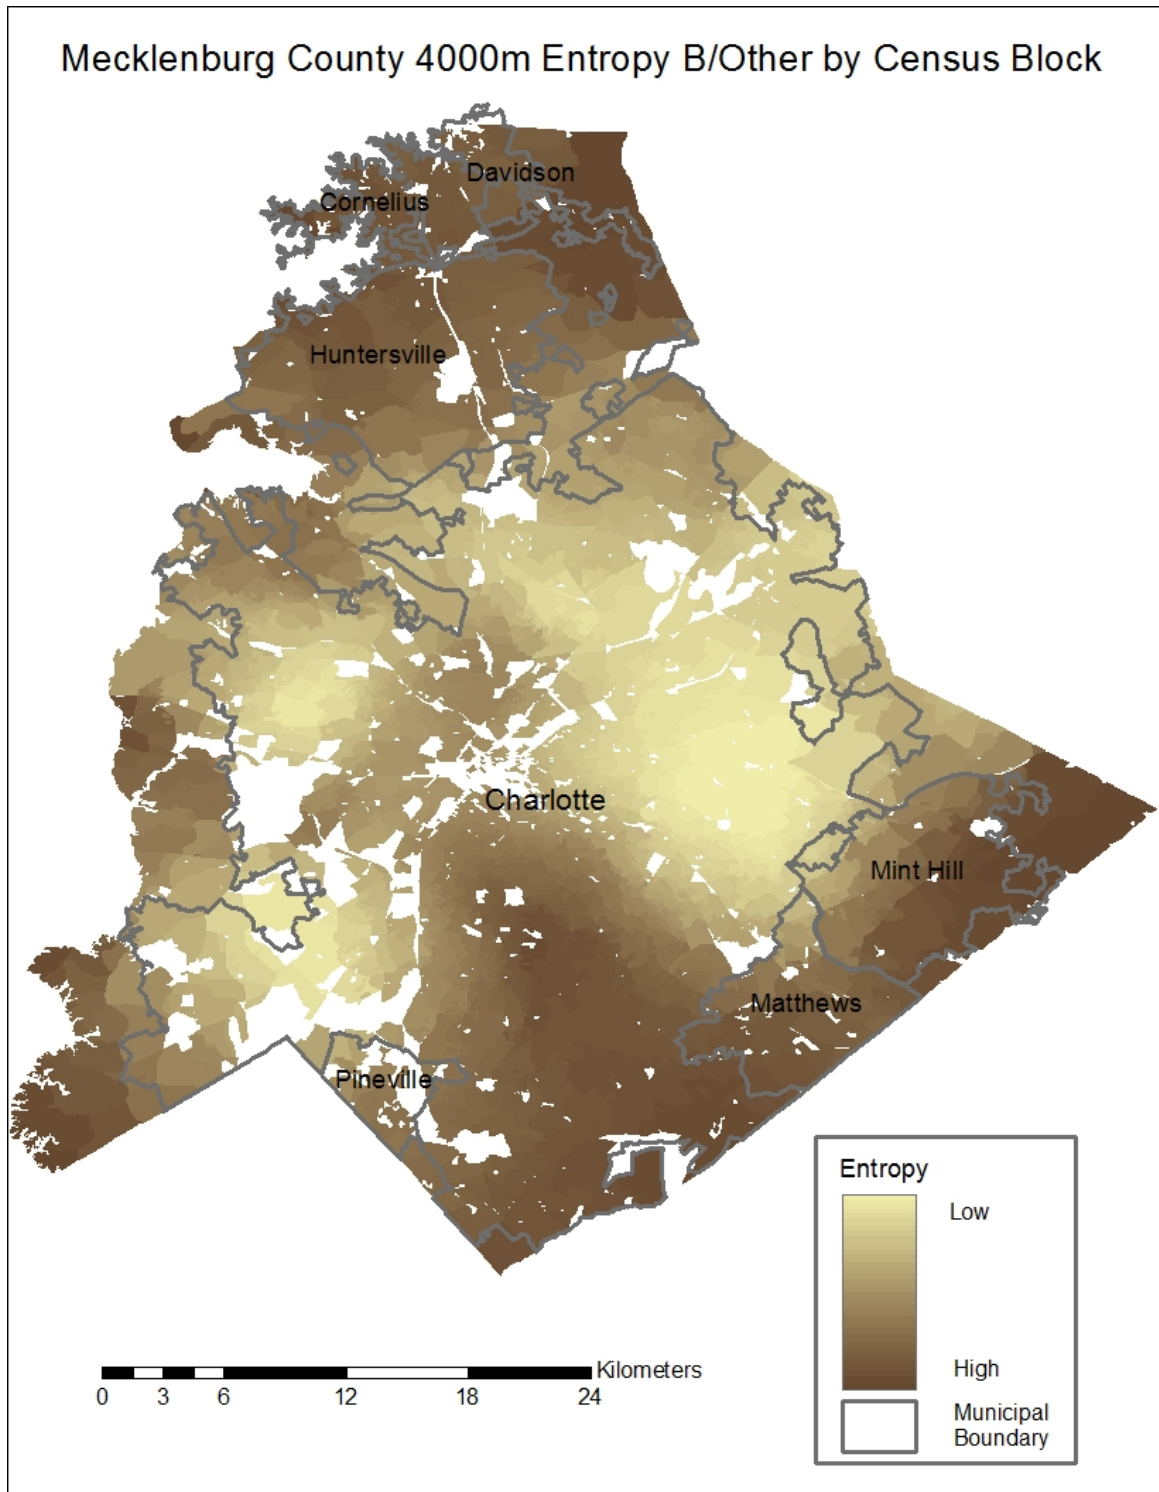 Mecklenburg County 4000m Entropy B/Other by Census Block
Davidson
Cornelius
Huntersville
Charlotte
Mint Hill
Matthews
Pineville
Entropy
Low
High
Municipal
Boundary
Kilometers
0 3 6 12 18 24